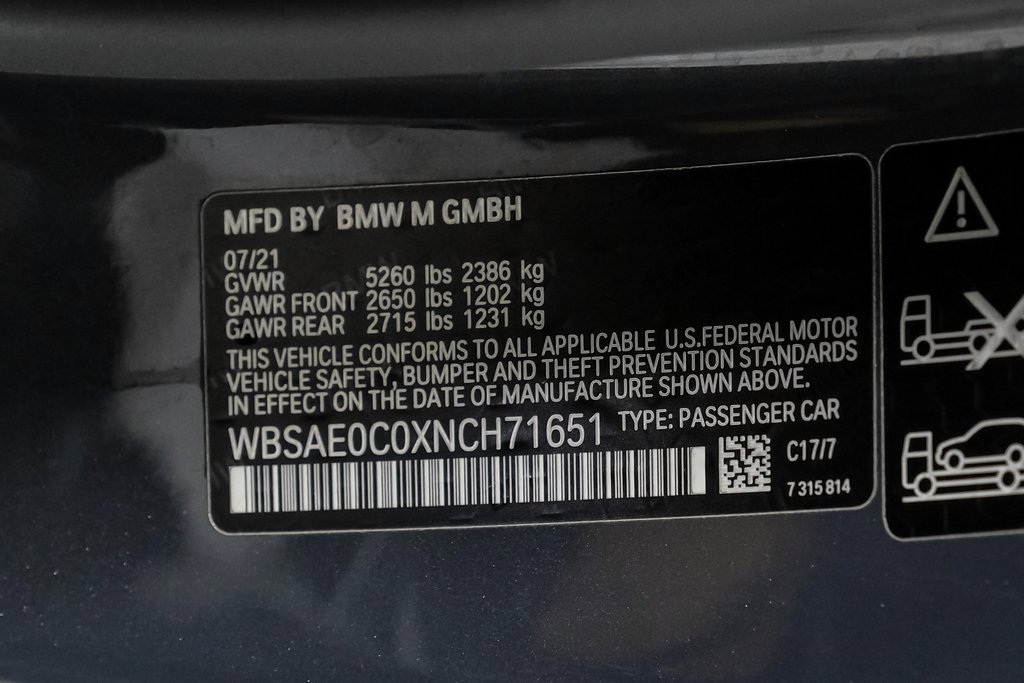 MFD BY BMW M GMBH
07/21
GVWR 5260 lbs 2386 kg
GAWR FRONT 2650 lbs 1202 kg
GAWR REAR 2715 lbs 1231 kg
THIS VEHICLE CONFORMS TO ALL APPLICABLE U.S.FEDERAL MOTOR
VEHICLE SAFETY, BUMPER AND THEFT PREVENTION STANDARDS
IN EFFECT ON THE DATE OF MANUFACTURE SHOWN ABOVE.
WBSAE0C0XNCH71651 TYPE: PASSENGER CAR
C17/7
7 315 814